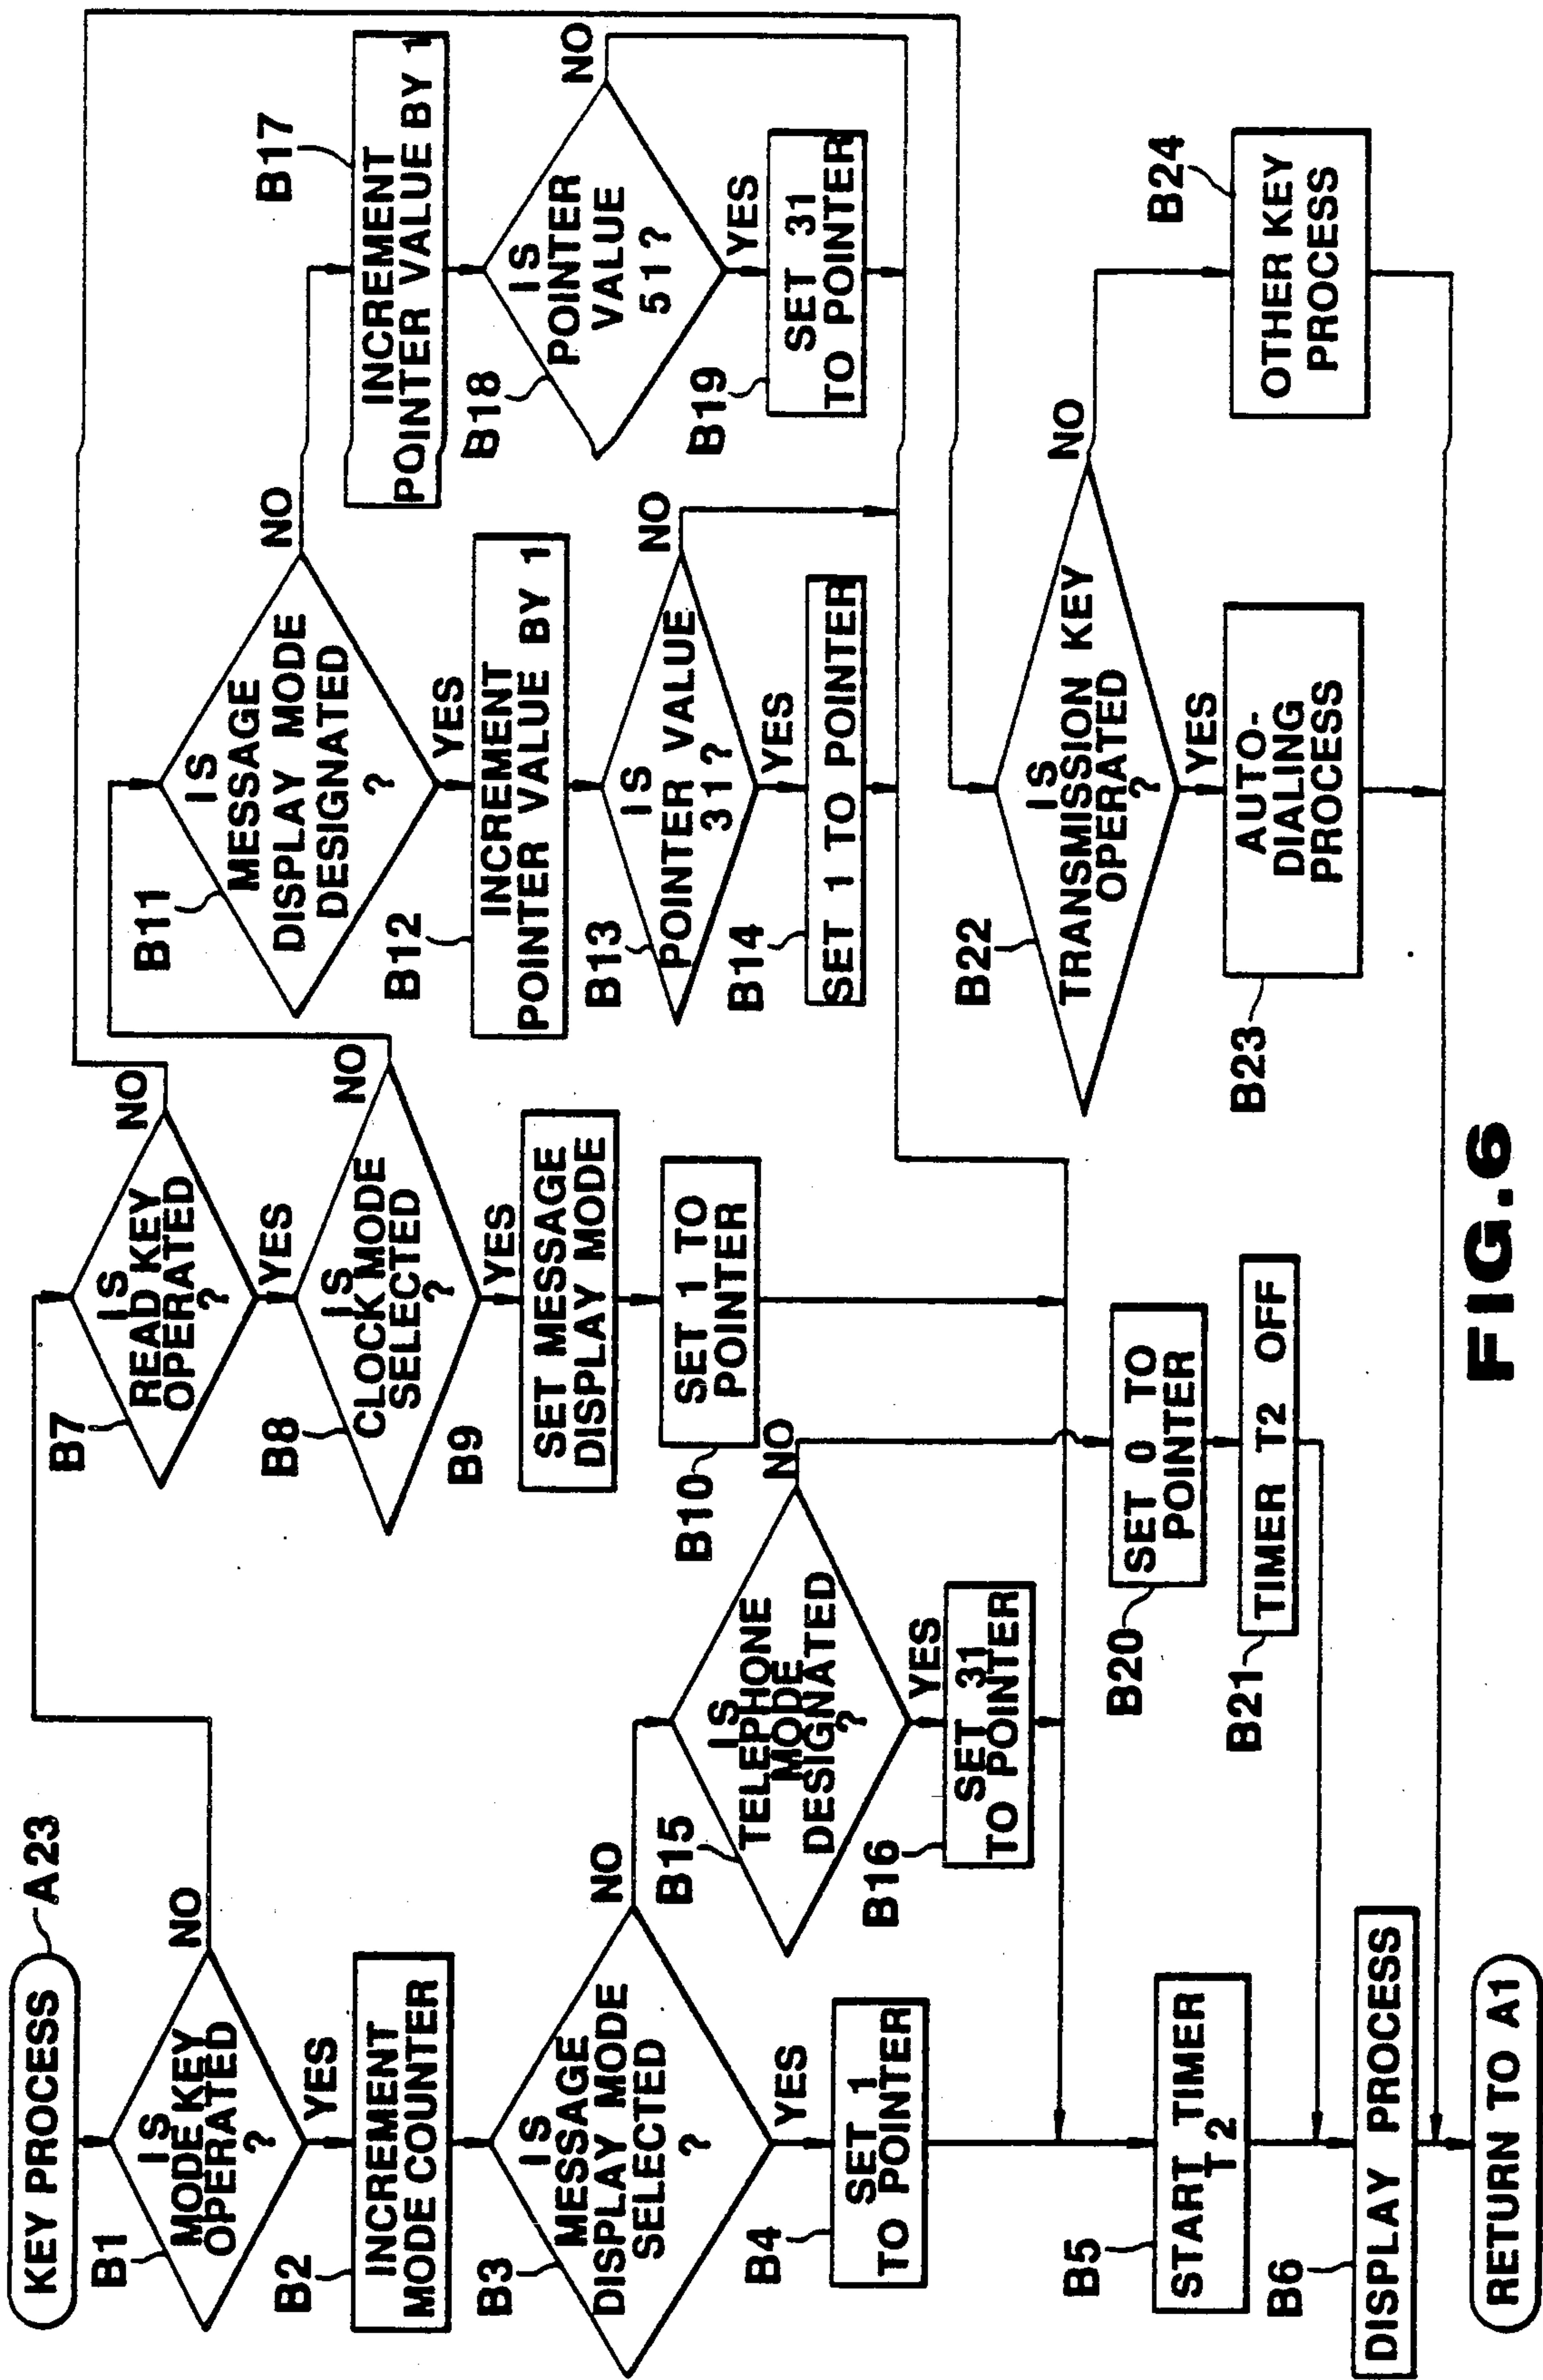 KEY PROCESS
A23
B1
IS
MODE KEY
OPERATED
?
NO
YES
B2
INCREMENT
MODE COUNTER
B3
IS
MESSAGE
DISPLAY MODE
SELECTED
?
NO
YES
B4
SET 1
TO POINTER
B5
START TIMER
T2
B6
DISPLAY PROCESS
RETURN TO A1
B7
IS
READ KEY
OPERATED
?
NO
YES
B8
IS
CLOCK MODE
SELECTED
?
NO
YES
B9
SET MESSAGE
DISPLAY MODE
B10
SET 1 TO
POINTER
B15
IS
TELEPHONE
MODE
DESIGNATED
?
NO
YES
B16
SET 31
TO POINTER
B20
SET 0 TO
POINTER
B21
TIMER T2 OFF
B11
IS
MESSAGE
DISPLAY MODE
DESIGNATED
?
NO
YES
B12
INCREMENT
POINTER VALUE BY 1
B13
IS
POINTER VALUE
31?
NO
YES
B14
SET 1 TO POINTER
B17
INCREMENT
POINTER VALUE BY 1
B18
IS
POINTER
VALUE
51?
NO
YES
B19
SET 31
TO POINTER
B22
IS
TRANSMISSION KEY
OPERATED
?
NO
YES
B23
AUTO-
DIALING
PROCESS
B24
OTHER KEY
PROCESS
FIG.6